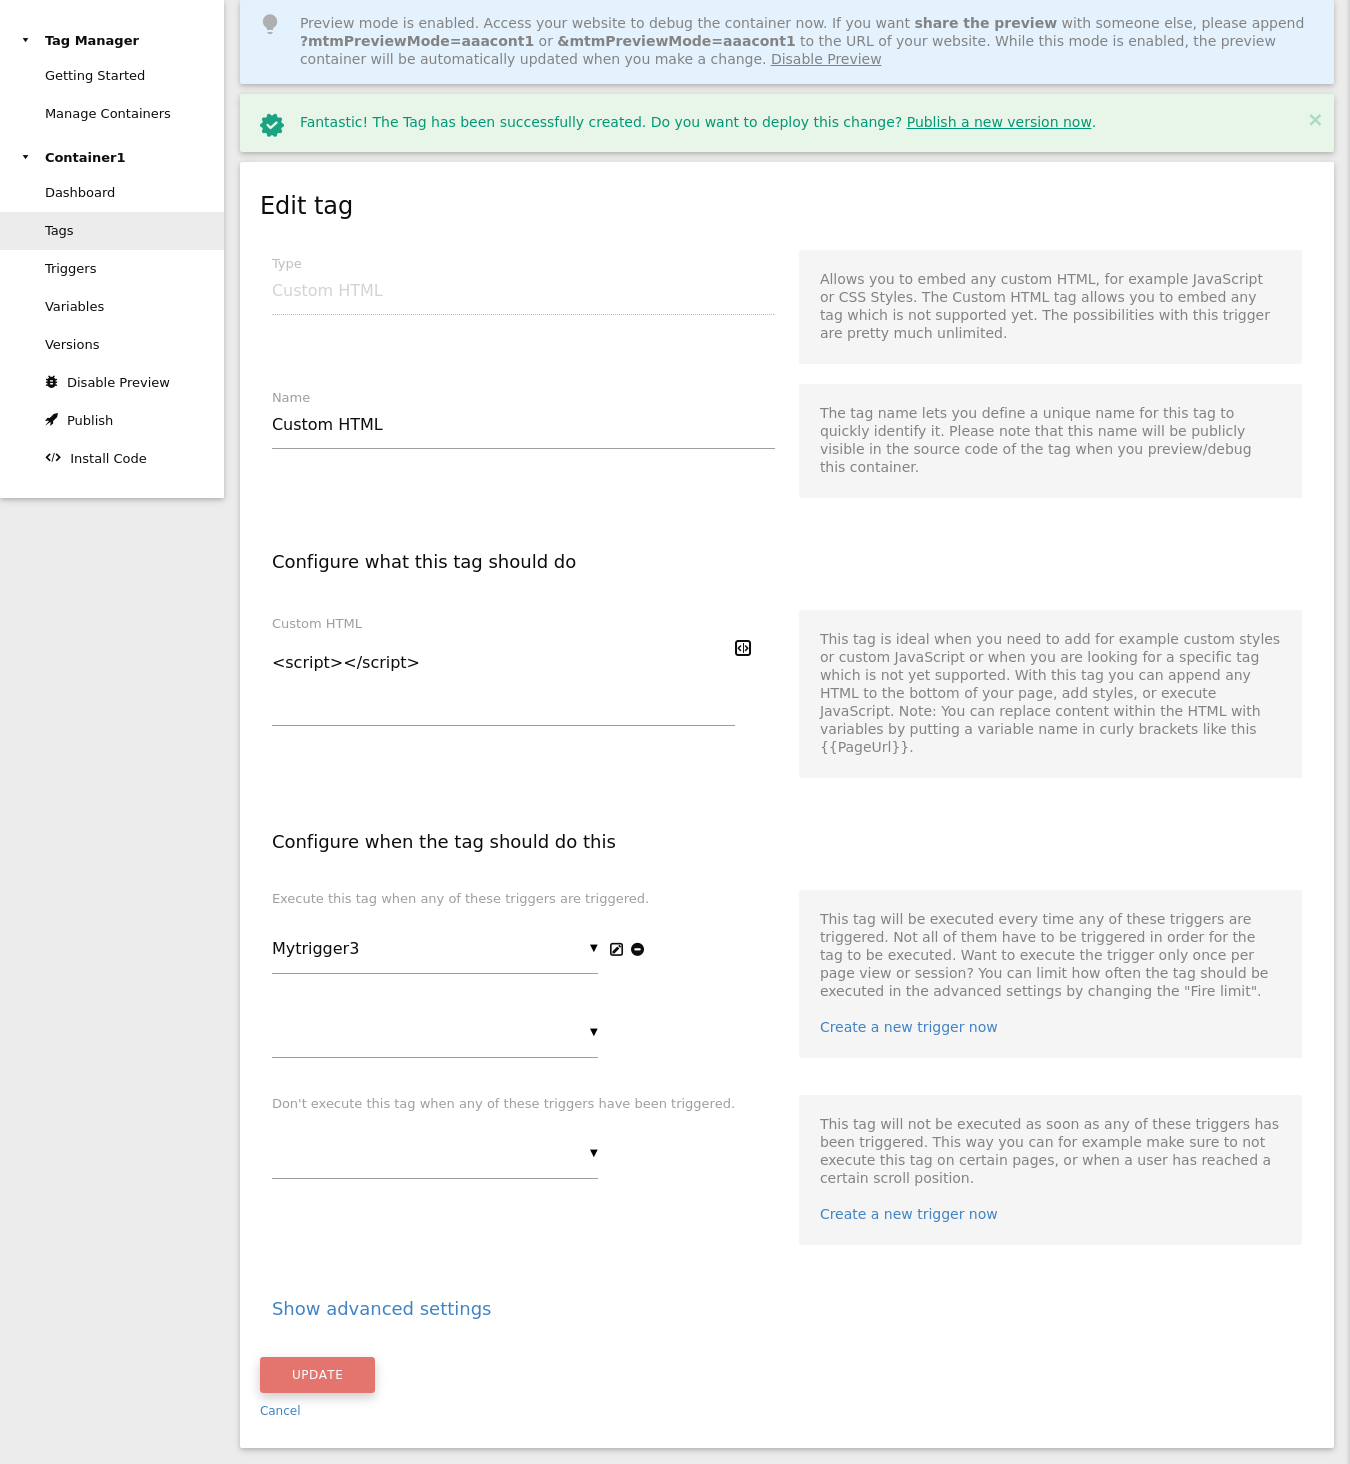 Tag Manager
Getting Started
Manage Containers
Container1
Dashboard
Tags
Triggers
Variables
Versions
Disable Preview
Publish
Install Code
Preview mode is enabled. Access your website to debug the container now. If you want share the preview with someone else, please append
?mtmPreviewMode=aaacont1 or &mtmPreviewMode=aaacont1 to the URL of your website. While this mode is enabled, the preview
container will be automatically updated when you make a change. Disable Preview
Fantastic! The Tag has been successfully created. Do you want to deploy this change? Publish a new version now.
Edit tag
Type
Custom HTML
Allows you to embed any custom HTML, for example JavaScript
or CSS Styles. The Custom HTML tag allows you to embed any
tag which is not supported yet. The possibilities with this trigger
are pretty much unlimited.
Name
Custom HTML
The tag name lets you define a unique name for this tag to
quickly identify it. Please note that this name will be publicly
visible in the source code of the tag when you preview/debug
this container.
Configure what this tag should do
Custom HTML
<script></script>
This tag is ideal when you need to add for example custom styles
or custom JavaScript or when you are looking for a specific tag
which is not yet supported. With this tag you can append any
HTML to the bottom of your page, add styles, or execute
JavaScript. Note: You can replace content within the HTML with
variables by putting a variable name in curly brackets like this
{{PageUrl}}.
Configure when the tag should do this
Execute this tag when any of these triggers are triggered.
Mytrigger3
This tag will be executed every time any of these triggers are
triggered. Not all of them have to be triggered in order for the
tag to be executed. Want to execute the trigger only once per
page view or session? You can limit how often the tag should be
executed in the advanced settings by changing the "Fire limit".
Create a new trigger now
Don't execute this tag when any of these triggers have been triggered.
This tag will not be executed as soon as any of these triggers has
been triggered. This way you can for example make sure to not
execute this tag on certain pages, or when a user has reached a
certain scroll position.
Create a new trigger now
Show advanced settings
UPDATE
Cancel